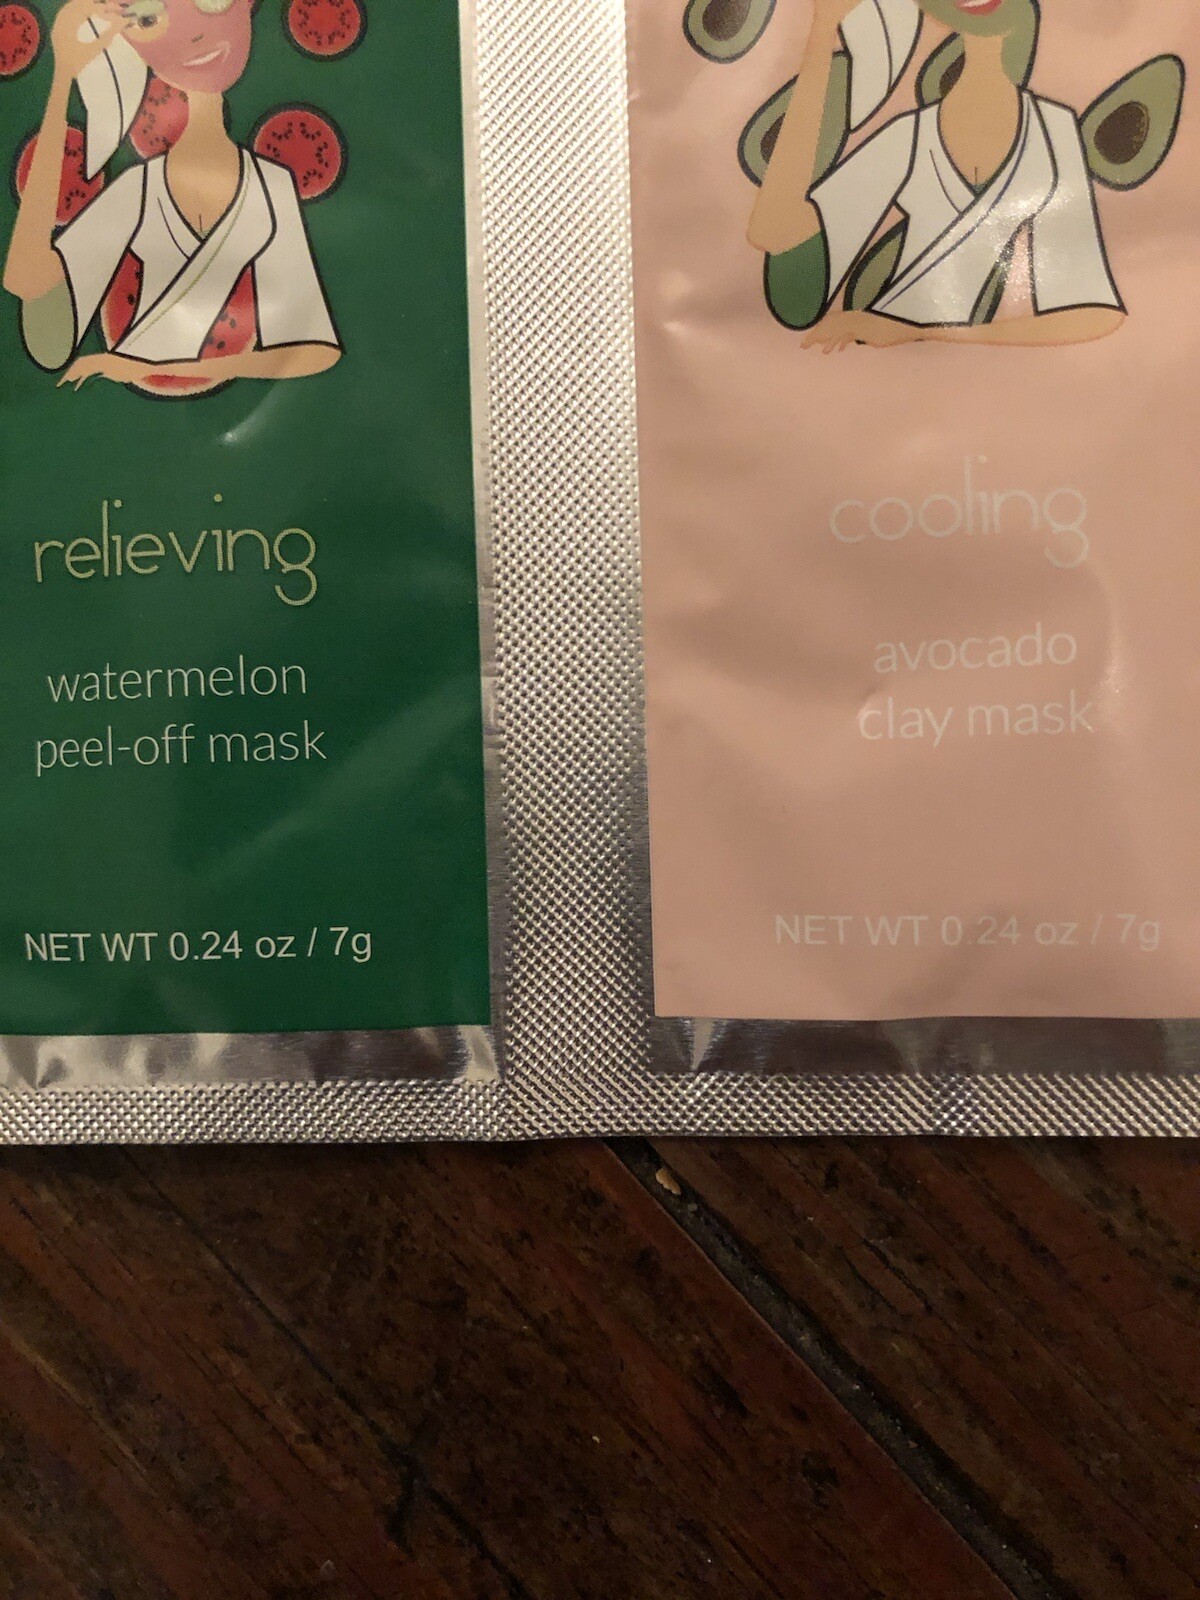 relieving
watermelon
peel-off mask
NET WT 0.24 oz / 7g
cooling
avocado
clay mask
NET WT 0.24 oz / 7g